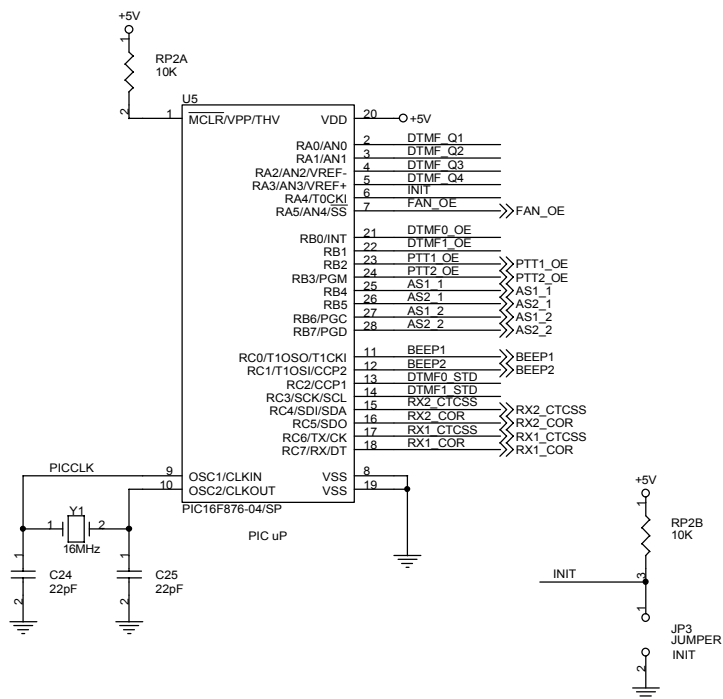 +5V
1
RP2A
10K
2
U5
1 MCLR/VPP/THV VDD 20 +5V
RA0/AN0 2 DTMF_Q1
RA1/AN1 3 DTMF_Q2
RA2/AN2/VREF- 4 DTMF_Q3
RA3/AN3/VREF+ 5 DTMF_Q4
RA4/T0CKI 6 INIT
RA5/AN4/SS 7 FAN_OE FAN_OE
RB0/INT 21 DTMF0_OE
RB1 22 DTMF1_OE
RB2 23 PTT1_OE PTT1_OE
RB3/PGM 24 PTT2_OE PTT2_OE
RB4 25 AS1_1 AS1_1
RB5 26 AS2_1 AS2_1
RB6/PGC 27 AS1_2 AS1_2
RB7/PGD 28 AS2_2 AS2_2
RC0/T1OSO/T1CKI 11 BEEP1 BEEP1
RC1/T1OSI/CCP2 12 BEEP2 BEEP2
RC2/CCP1 13 DTMF0_STD
RC3/SCK/SCL 14 DTMF1_STD
RC4/SDI/SDA 15 RX2_CTCSS RX2_CTCSS
RC5/SDO 16 RX2_COR RX2_COR
RC6/TX/CK 17 RX1_CTCSS RX1_CTCSS
RC7/RX/DT 18 RX1_COR RX1_COR
PICCLK 9 OSC1/CLKIN VSS 8
10 OSC2/CLKOUT VSS 19
PIC16F876-04/SP
PIC uP
Y1
1 2
16MHz
1
C24
22pF
2
1
C25
22pF
2
+5V
1
RP2B
10K
3
INIT
1
JP3
JUMPER
INIT
2